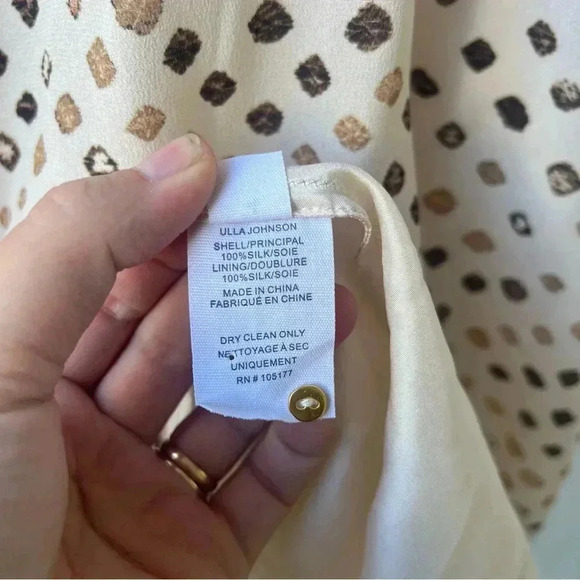 ULLA JOHNSON
SHELL/PRINCIPAL
100%SILK/SOIE
LINING/DOUBLURE
100%SILK/SOIE
MADE IN CHINA
FABRIQUÉ EN CHINE
DRY CLEAN ONLY
NETTOYAGE À SEC
UNIQUEMENT
RN # 105177